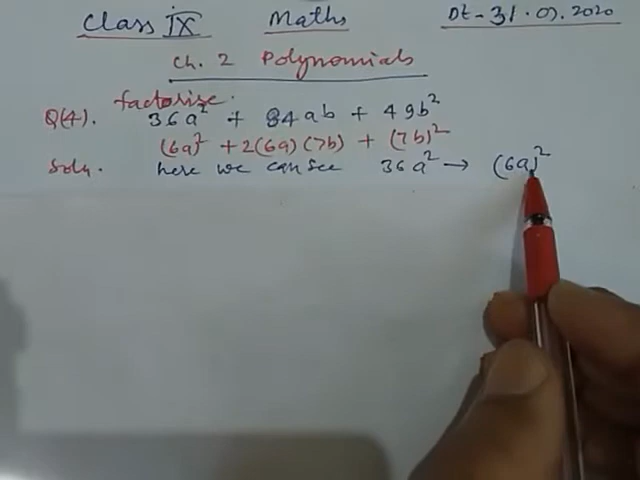 Class IX Maths Dt - 31.07.2020
Ch. 2 Polynomials
factorise.
Q(4). 36a² + 84ab + 49b²
(6a)² + 2(6a)(7b) + (7b)²
Soln. here we can see 36a² → (6a)²